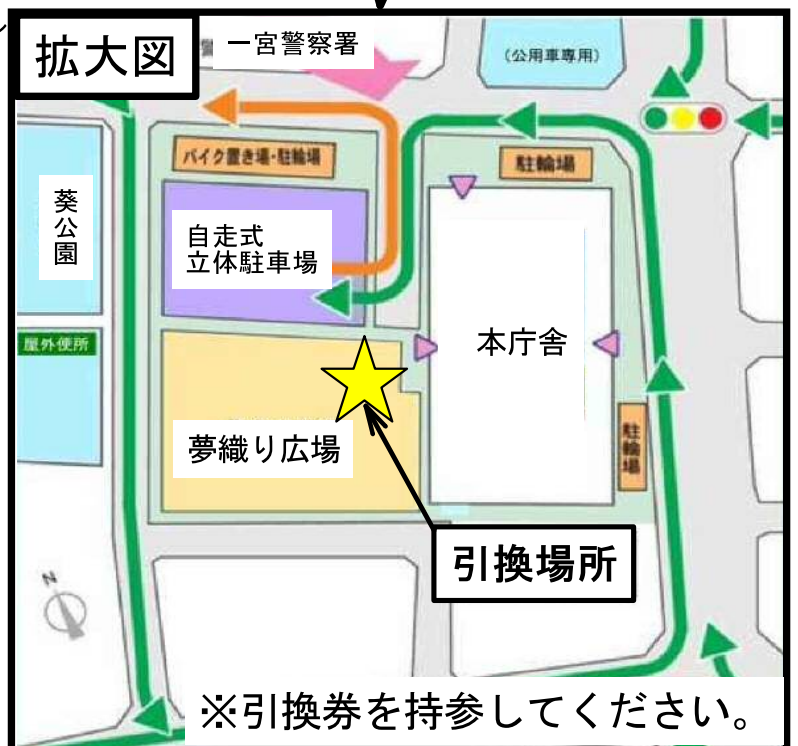 拡大図
一宮警察署
(公用車専用)
バイク置き場・駐輪場
駐輪場
葵公園
自走式
立体駐車場
屋外便所
本庁舎
夢織り広場
駐輪場
引換場所
N
※引換券を持参してください。